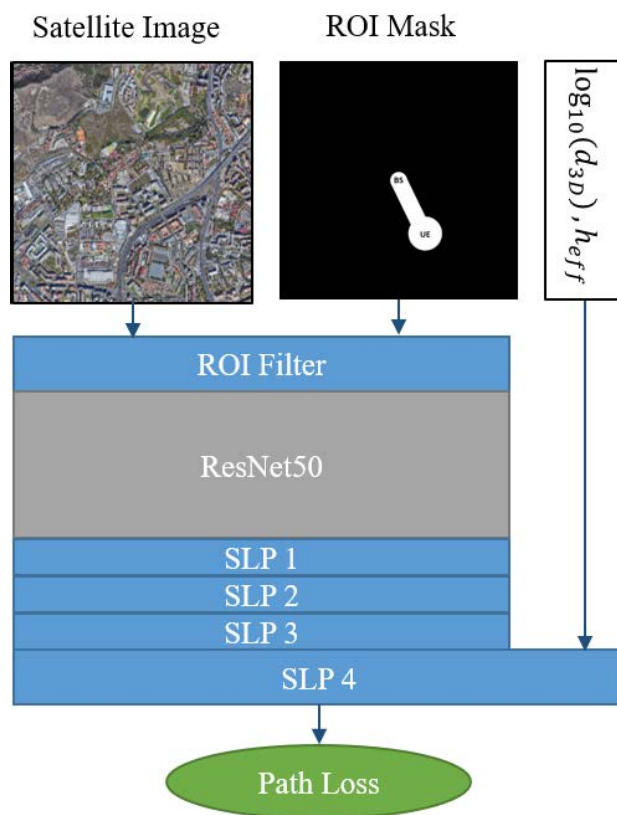 Satellite Image
ROI Mask
log₁₀(d₃D), hₑff
BS
UE
ROI Filter
ResNet50
SLP 1
SLP 2
SLP 3
SLP 4
Path Loss